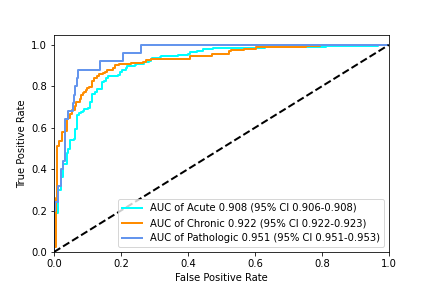 1.0
0.8
0.6
0.4
0.2
0.0
True Positive Rate
AUC of Acute 0.908 (95% CI 0.906-0.908)
AUC of Chronic 0.922 (95% CI 0.922-0.923)
AUC of Pathologic 0.951 (95% CI 0.951-0.953)
0.0 0.2 0.4 0.6 0.8 1.0
False Positive Rate